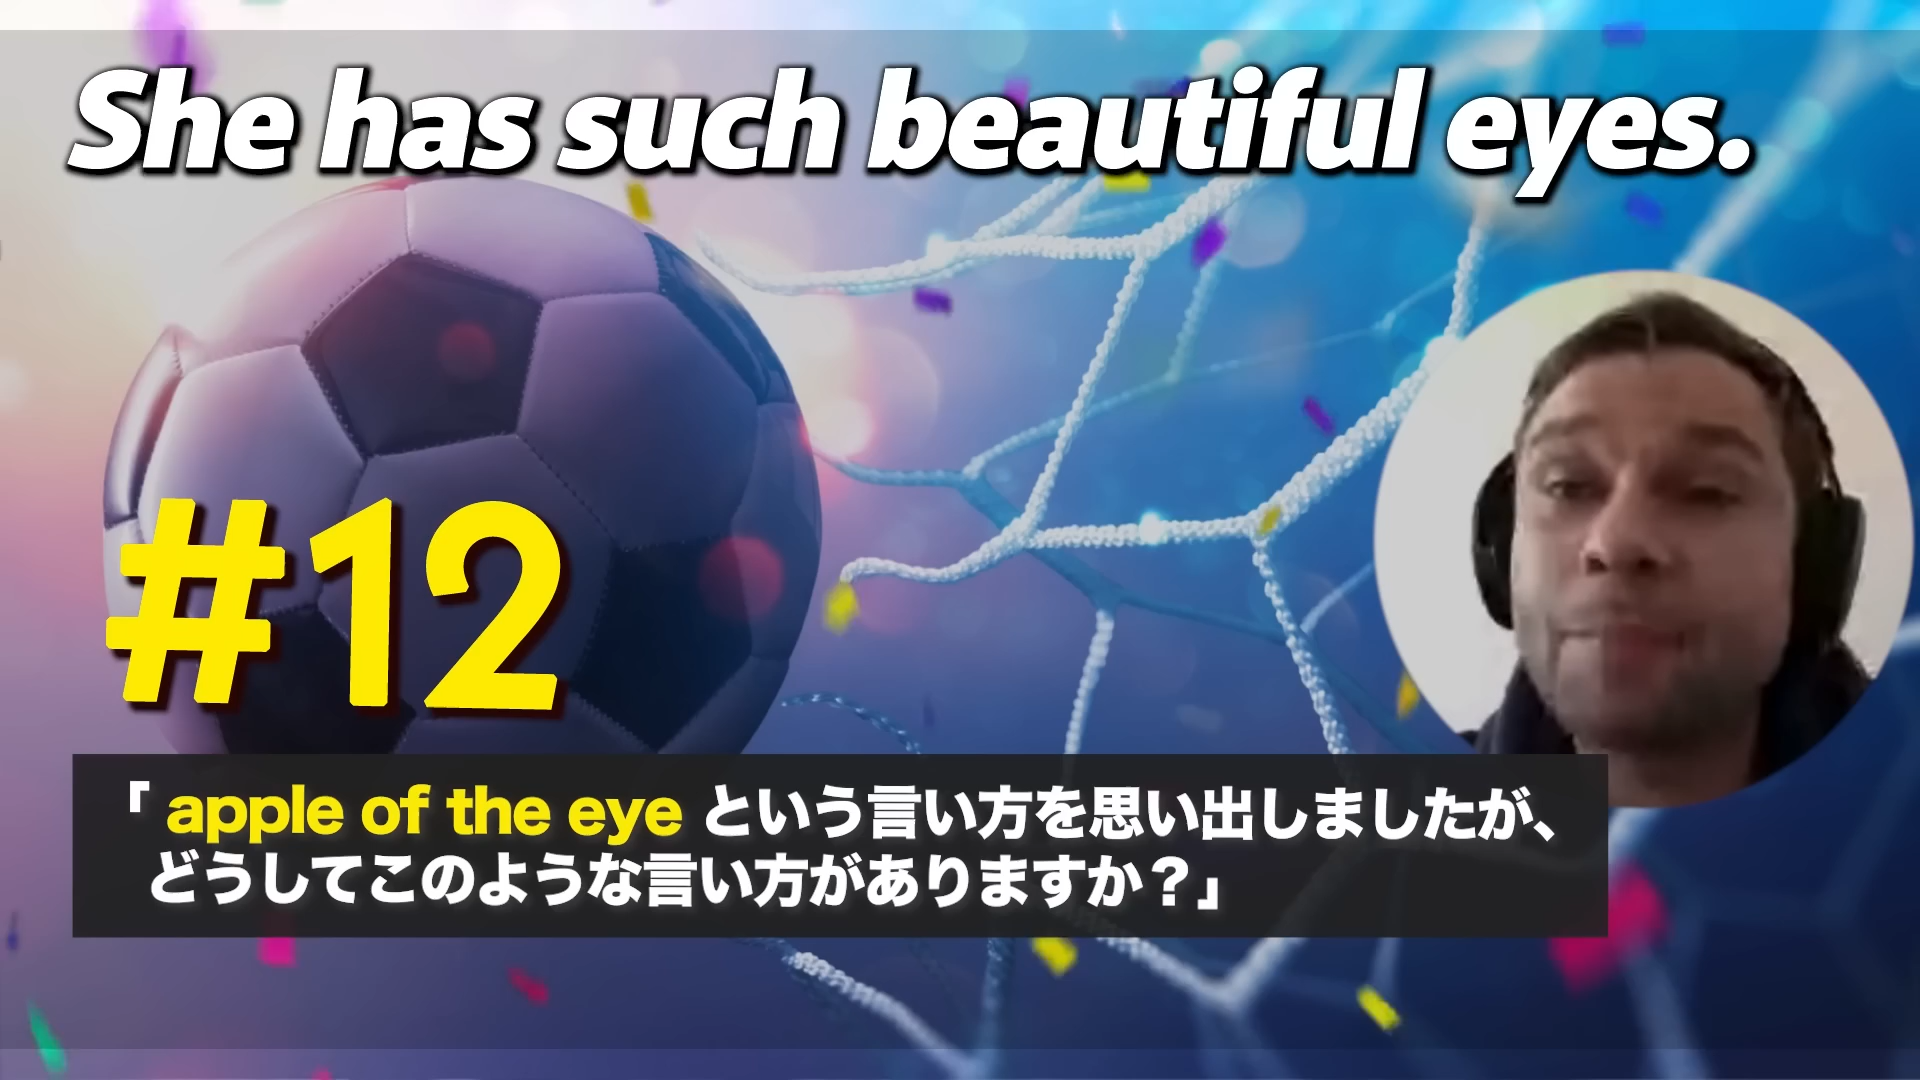 She has such beautiful eyes.
#12
「 apple of the eye という言い方を思い出しましたが、
どうしてこのような言い方がありますか？」